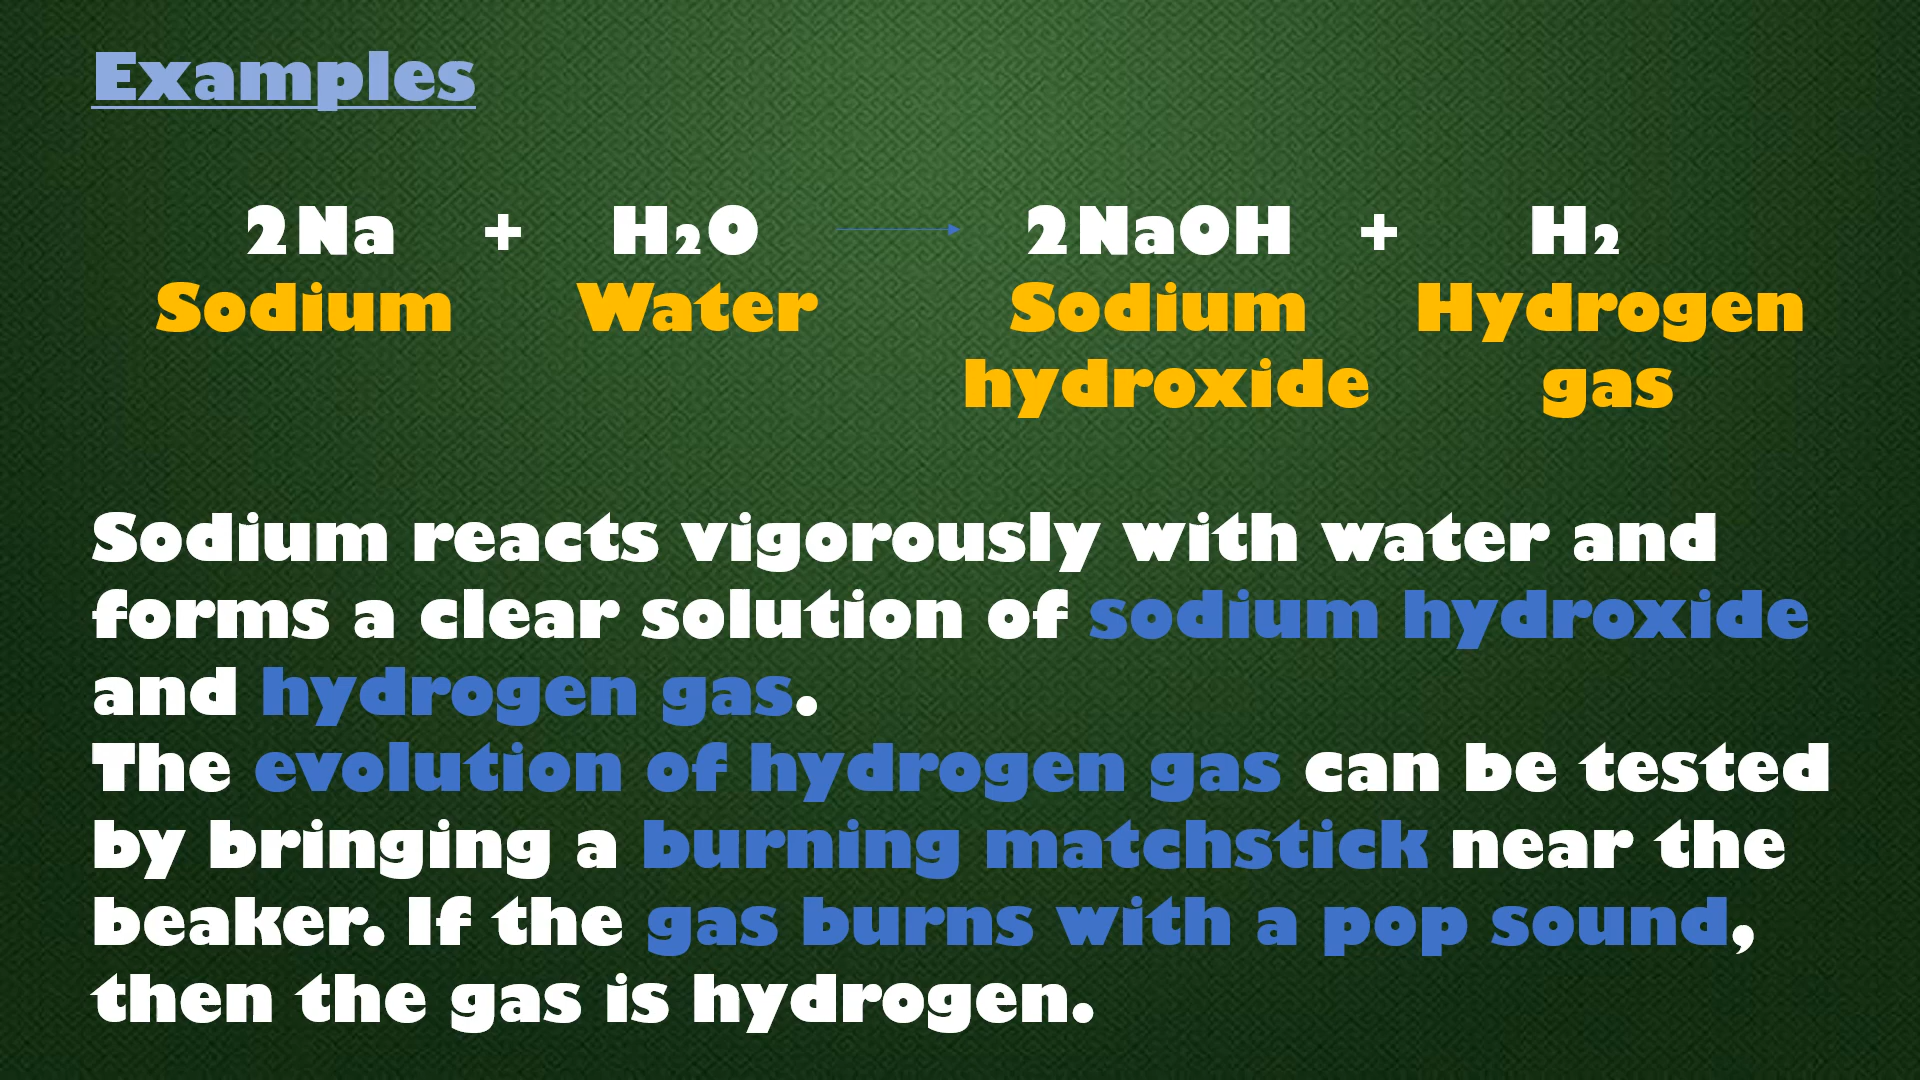 Examples
2Na + H₂O → 2NaOH + H₂
Sodium Water Sodium Hydrogen
hydroxide gas
Sodium reacts vigorously with water and
forms a clear solution of sodium hydroxide
and hydrogen gas.
The evolution of hydrogen gas can be tested
by bringing a burning matchstick near the
beaker. If the gas burns with a pop sound,
then the gas is hydrogen.